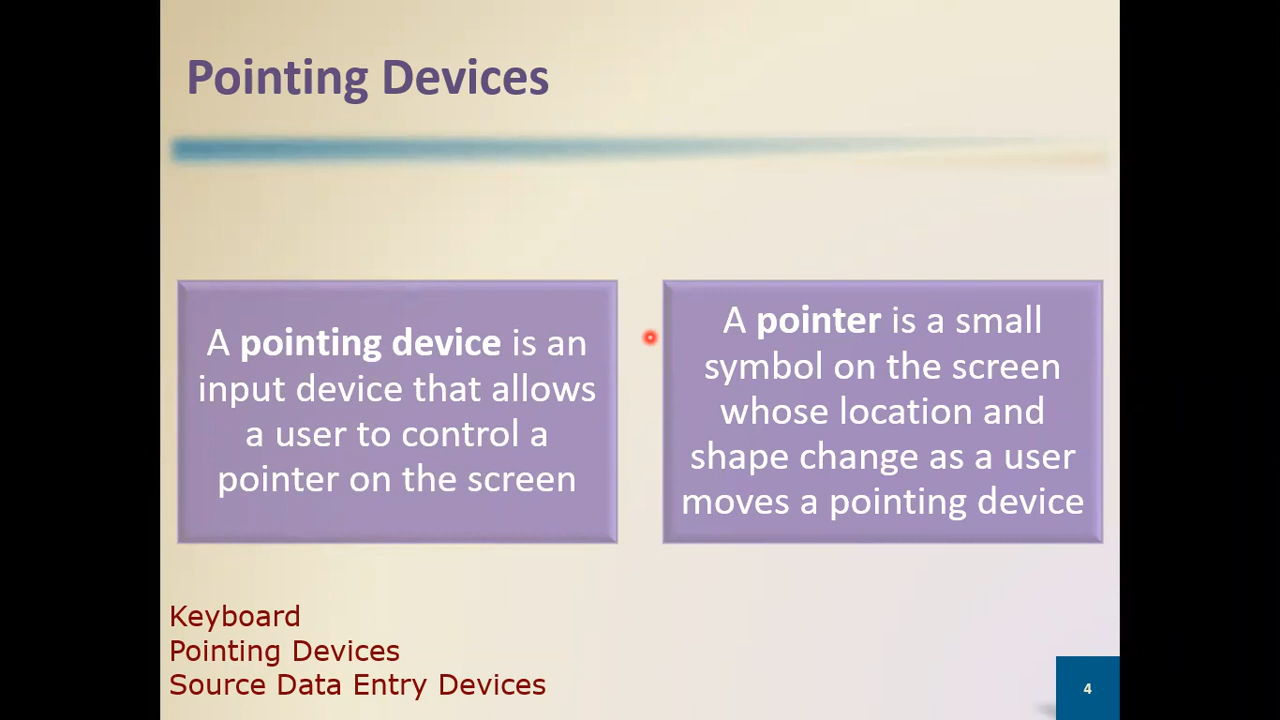 Pointing Devices
A pointing device is an
input device that allows
a user to control a
pointer on the screen
A pointer is a small
symbol on the screen
whose location and
shape change as a user
moves a pointing device
Keyboard
Pointing Devices
Source Data Entry Devices
4